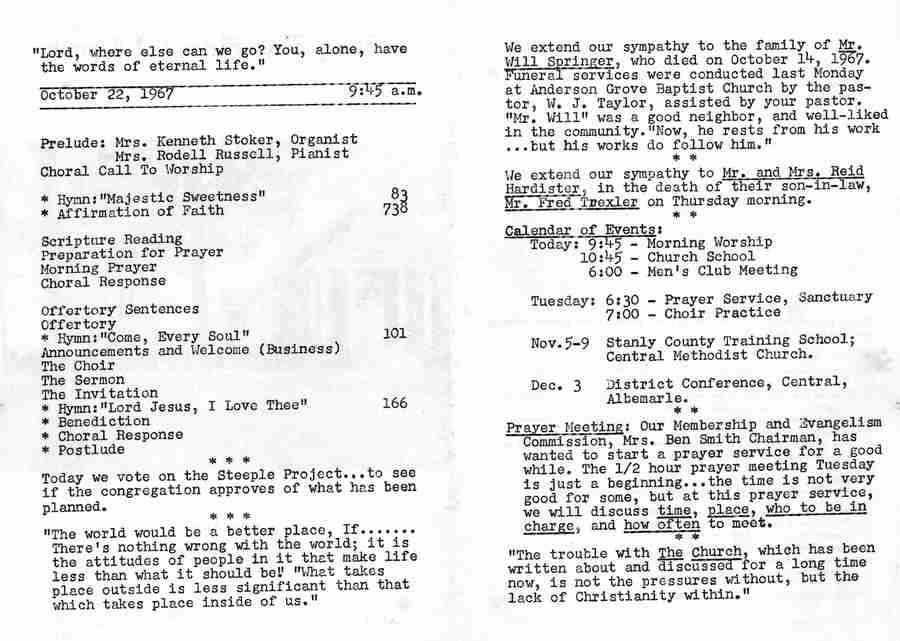 "Lord, where else can we go? You, alone, have
the words of eternal life."
October 22, 1967 9:45 a.m.
Prelude: Mrs. Kenneth Stoker, Organist
Mrs. Rodell Russell, Pianist
Choral Call To Worship
* Hymn:"Majestic Sweetness" 83
* Affirmation of Faith 738
Scripture Reading
Preparation for Prayer
Morning Prayer
Choral Response
Offertory Sentences
Offertory
* Hymn:"Come, Every Soul" 101
Announcements and Welcome (Business)
The Choir
The Sermon
The Invitation
* Hymn:"Lord Jesus, I Love Thee" 166
* Benediction
* Choral Response
* Postlude
* * *
Today we vote on the Steeple Project...to see
if the congregation approves of what has been
planned.
* * *
"The world would be a better place, If.......
There's nothing wrong with the world; it is
the attitudes of people in it that make life
less than what it should be!" "What takes
place outside is less significant than that
which takes place inside of us."
We extend our sympathy to the family of Mr.
Will Springer, who died on October 14, 1967.
Funeral services were conducted last Monday
at Anderson Grove Baptist Church by the pas-
tor, W. J. Taylor, assisted by your pastor.
"Mr. Will" was a good neighbor, and well-liked
in the community."Now, he rests from his work
...but his works do follow him."
* *
We extend our sympathy to Mr. and Mrs. Reid
Hardister, in the death of their son-in-law,
Mr. Fred Trexler on Thursday morning.
* *
Calendar of Events:
Today: 9:45 - Morning Worship
10:45 - Church School
6:00 - Men's Club Meeting
Tuesday: 6:30 - Prayer Service, Sanctuary
7:00 - Choir Practice
Nov.5-9 Stanly County Training School;
Central Methodist Church.
Dec. 3 District Conference, Central,
Albemarle.
* *
Prayer Meeting: Our Membership and Evangelism
Commission, Mrs. Ben Smith Chairman, has
wanted to start a prayer service for a good
while. The 1/2 hour prayer meeting Tuesday
is just a beginning...the time is not very
good for some, but at this prayer service,
we will discuss time, place, who to be in
charge, and how often to meet.
* *
"The trouble with The Church, which has been
written about and discussed for a long time
now, is not the pressures without, but the
lack of Christianity within."